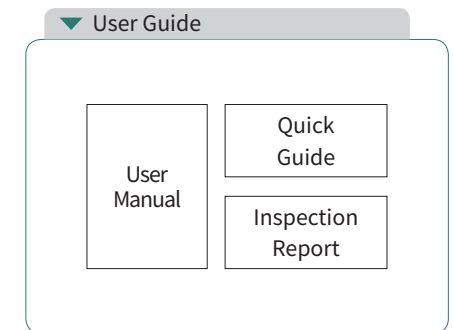 User Guide
User
Manual
Quick
Guide
Inspection
Report